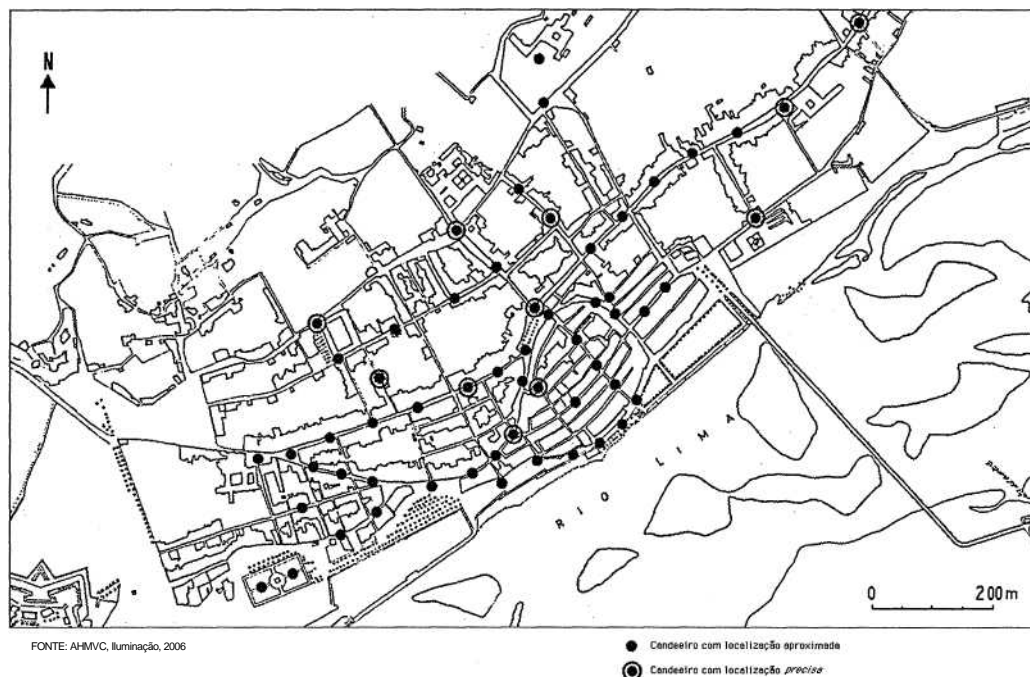 N
RIO LIMA
0 200m
FONTE: AHMVC, Iluminação, 2006
Candeeiro com localização aproximada
Candeeiro com localização precisa